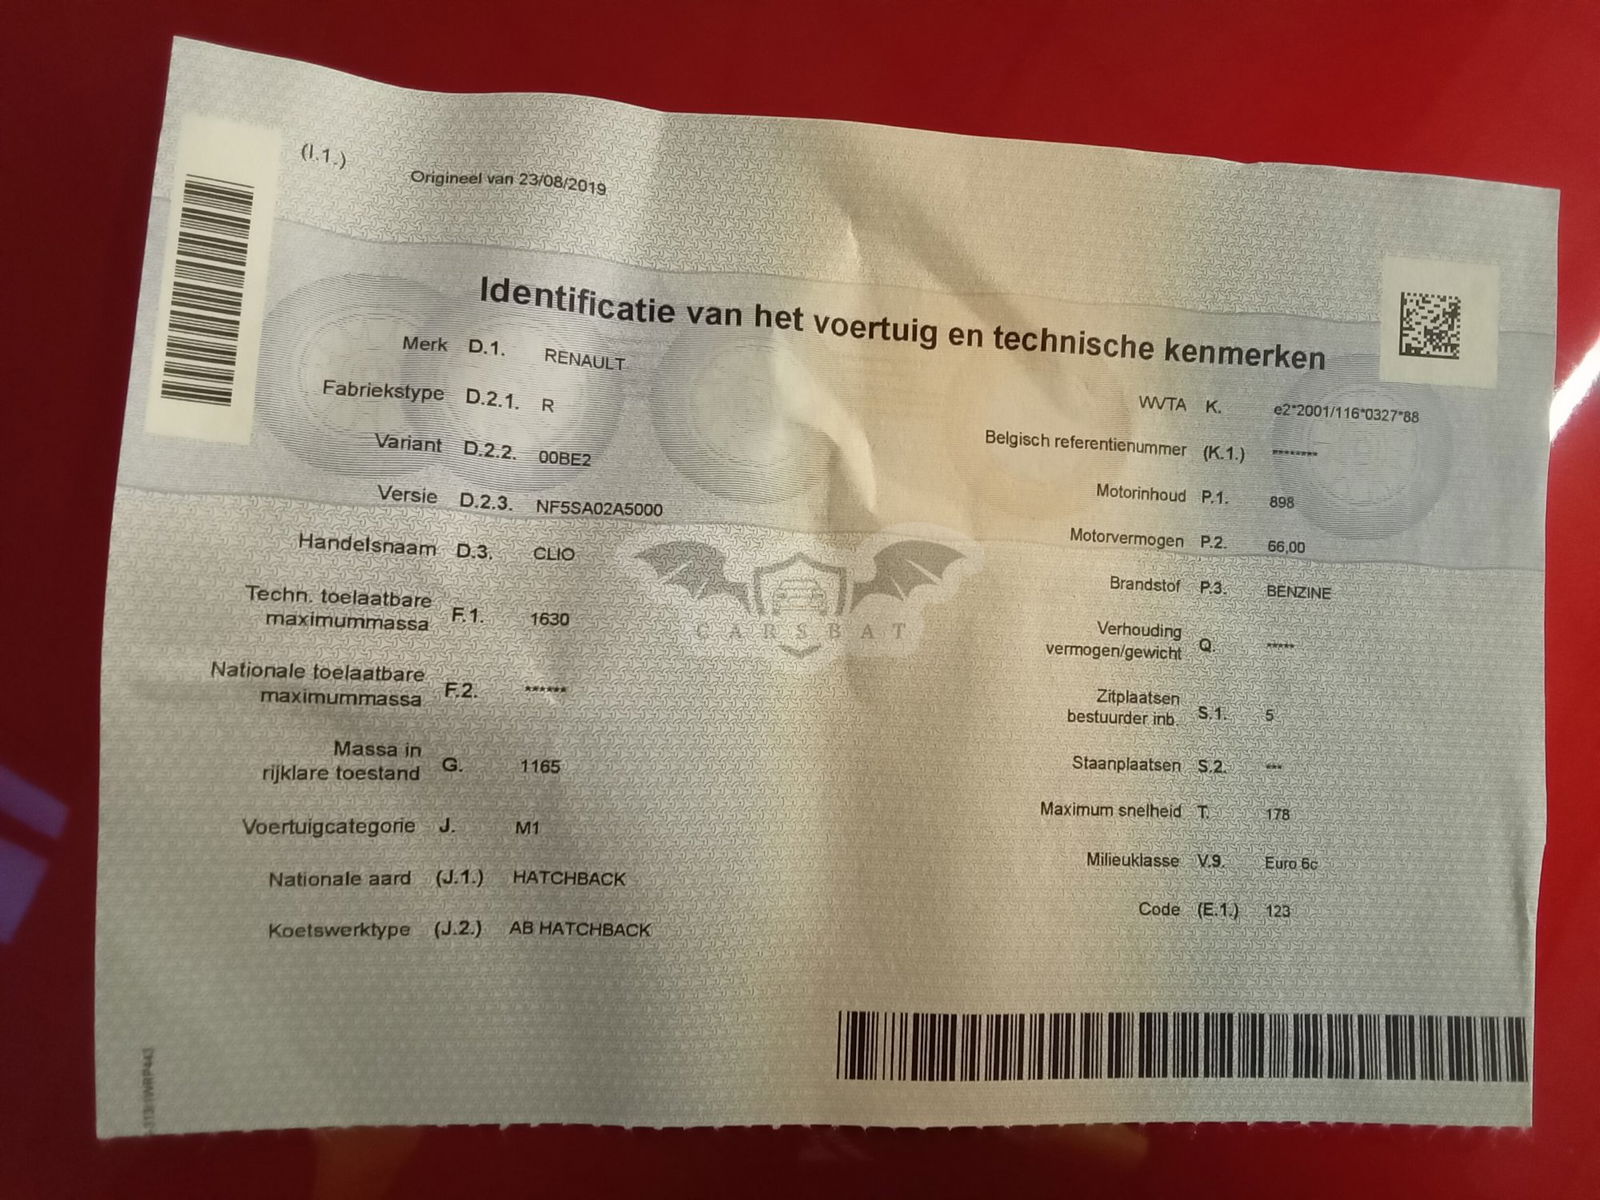 (I.1.)
Origineel van 23/08/2019
Identificatie van het voertuig en technische kenmerken
Merk D.1. RENAULT
Fabriekstype D.2.1. R
Variant D.2.2. 00BE2
Versie D.2.3. NF5SA02A5000
Handelsnaam D.3. CLIO
Techn. toelaatbare
maximummassa F.1. 1630
Nationale toelaatbare
maximummassa F.2. ******
Massa in
rijklare toestand G. 1165
Voertuigcategorie J. M1
Nationale aard (J.1.) HATCHBACK
Koetswerktype (J.2.) AB HATCHBACK
WVTA K. e2*2001/116*0327*88
Belgisch referentienummer (K.1.) ********
Motorinhoud P.1. 898
Motorvermogen P.2. 66,00
Brandstof P.3. BENZINE
Verhouding
vermogen/gewicht Q. *****
Zitplaatsen
bestuurder inb. S.1. 5
Staanplaatsen S.2. ***
Maximum snelheid T. 178
Milieuklasse V.9. Euro 6c
Code (E.1.) 123
CARSBAT